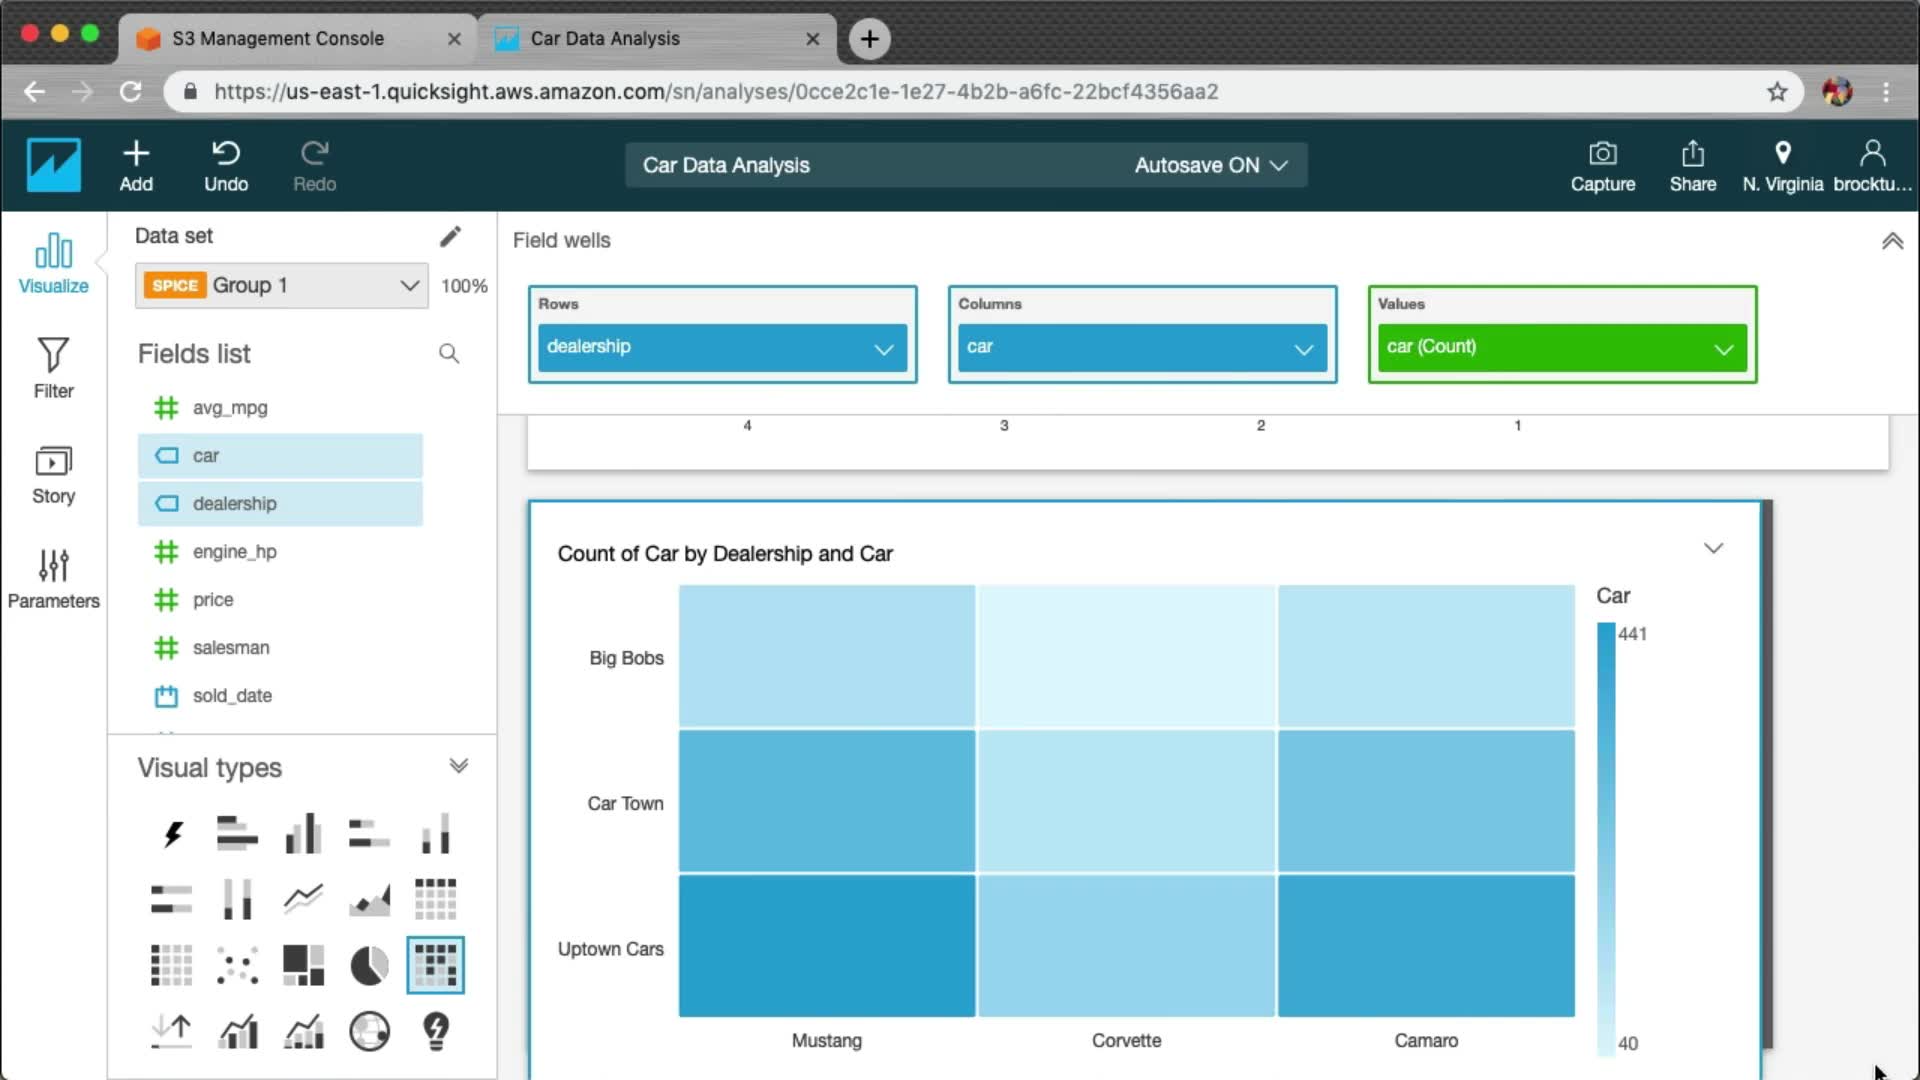 S3 Management Console
Car Data Analysis
https://us-east-1.quicksight.aws.amazon.com/sn/analyses/0cce2c1e-1e27-4b2b-a6fc-22bcf4356aa2
Add
Undo
Redo
Car Data Analysis
Autosave ON
Capture
Share
N. Virginia
brocktu...
Visualize
Filter
Story
Parameters
Data set
SPICE Group 1
100%
Fields list
avg_mpg
car
dealership
engine_hp
price
salesman
sold_date
Visual types
Field wells
Rows
dealership
Columns
car
Values
car (Count)
4 3 2 1
Count of Car by Dealership and Car
Big Bobs
Car Town
Uptown Cars
Mustang Corvette Camaro
Car
441
40